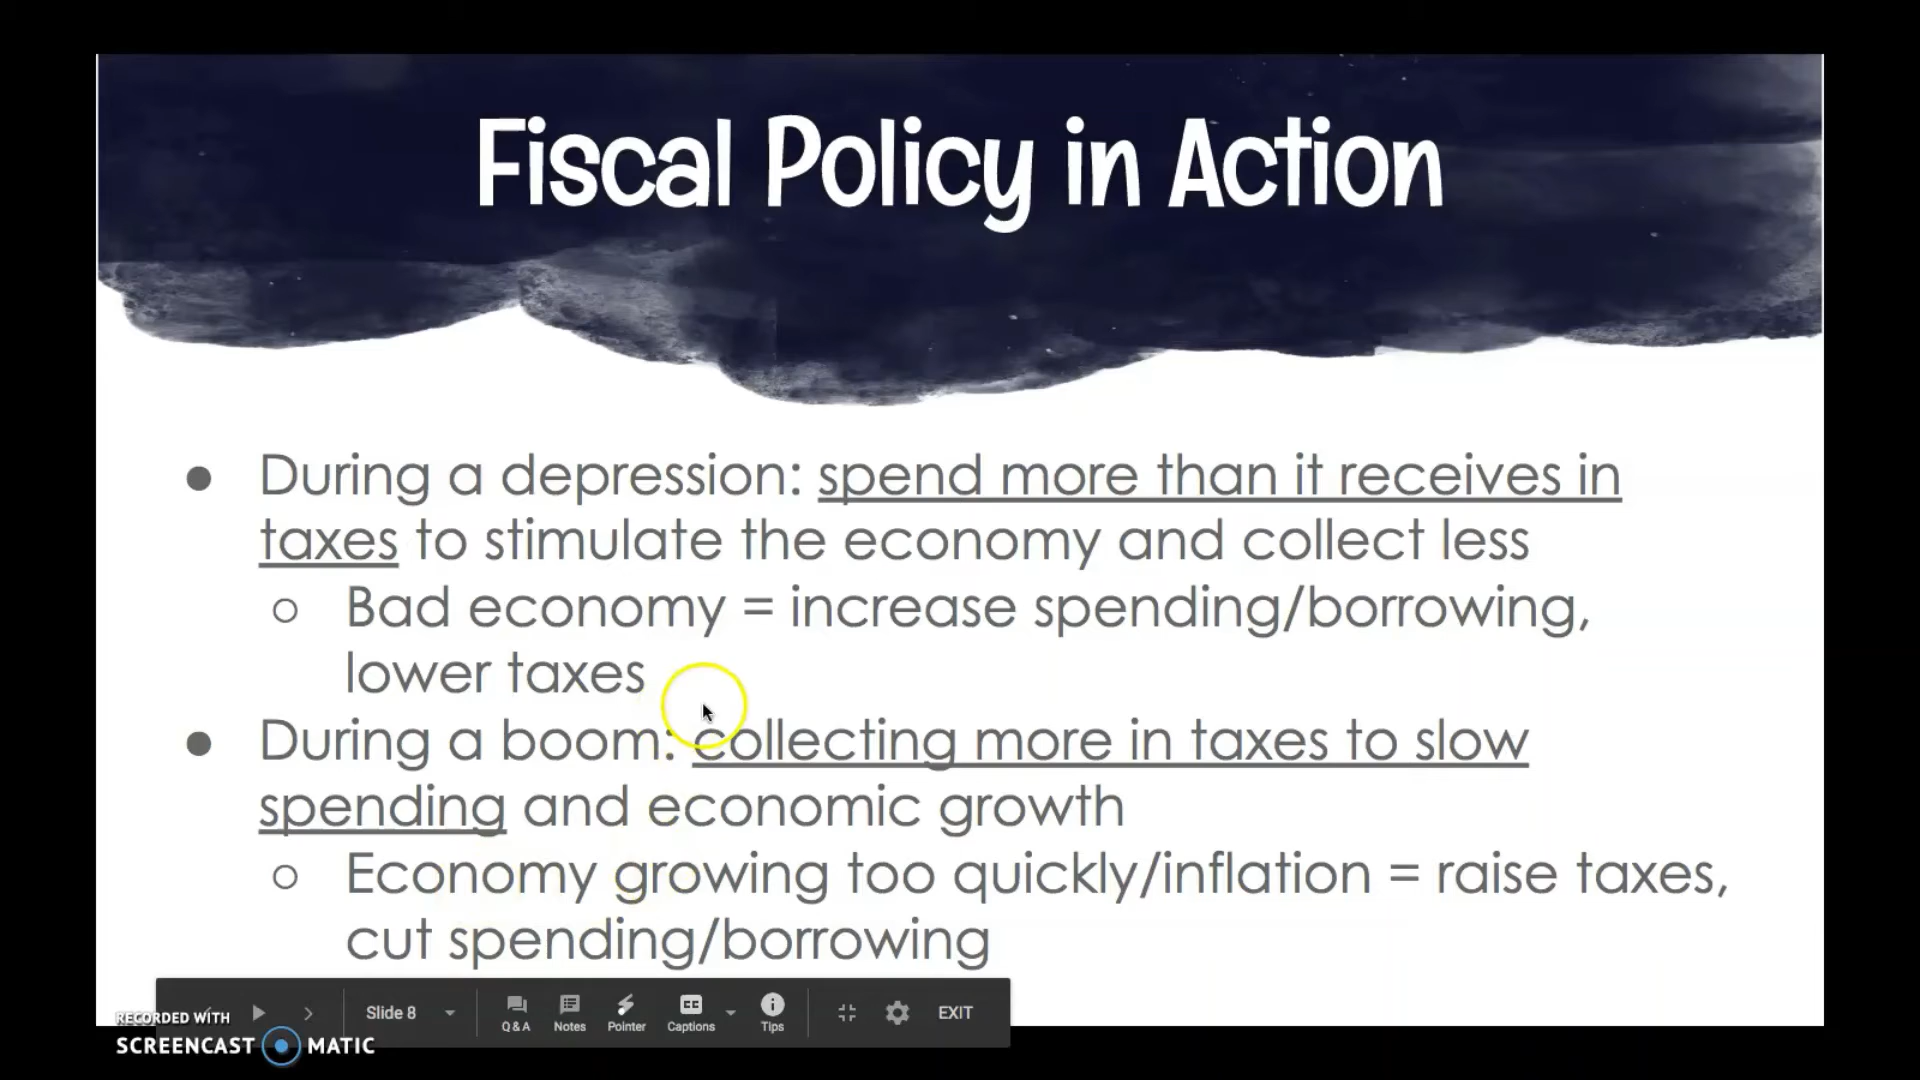 Fiscal Policy in Action
● During a depression: spend more than it receives in
taxes to stimulate the economy and collect less
○ Bad economy = increase spending/borrowing,
lower taxes
● During a boom: collecting more in taxes to slow
spending and economic growth
○ Economy growing too quickly/inflation = raise taxes,
cut spending/borrowing
Slide 8
Q&A
Notes
Pointer
CC
Captions
Tips
EXIT
RECORDED WITH
SCREENCAST MATIC